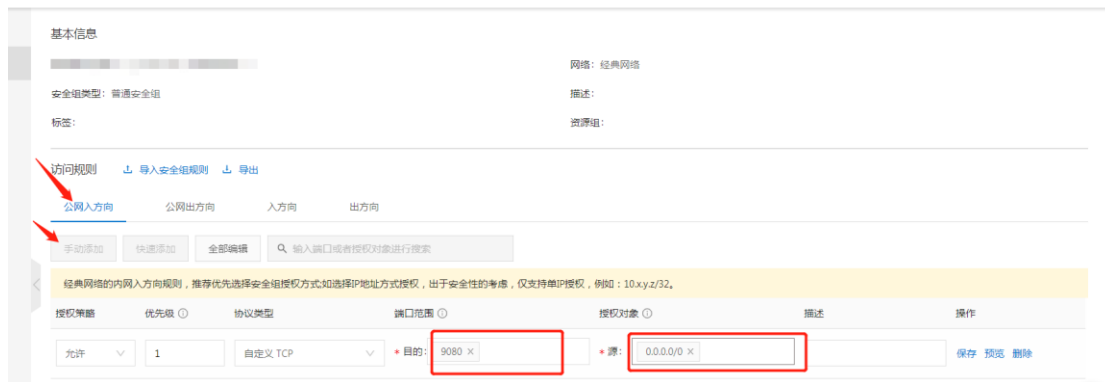 基本信息
网络：经典网络
安全组类型：普通安全组 描述：
标签： 资源组：
访问规则 导入安全组规则 导出
公网入方向 公网出方向 入方向 出方向
手动添加 快速添加 全部编辑 输入端口或者授权对象进行搜索
经典网络的内网入方向规则，推荐优先选择安全组授权方式;如选择IP地址方式授权，出于安全性的考虑，仅支持单IP授权，例如：10.x.y.z/32。
授权策略 优先级 协议类型 端口范围 授权对象 描述 操作
允许 1 自定义 TCP * 目的： 9080 × * 源： 0.0.0.0/0 × 保存 预览 删除